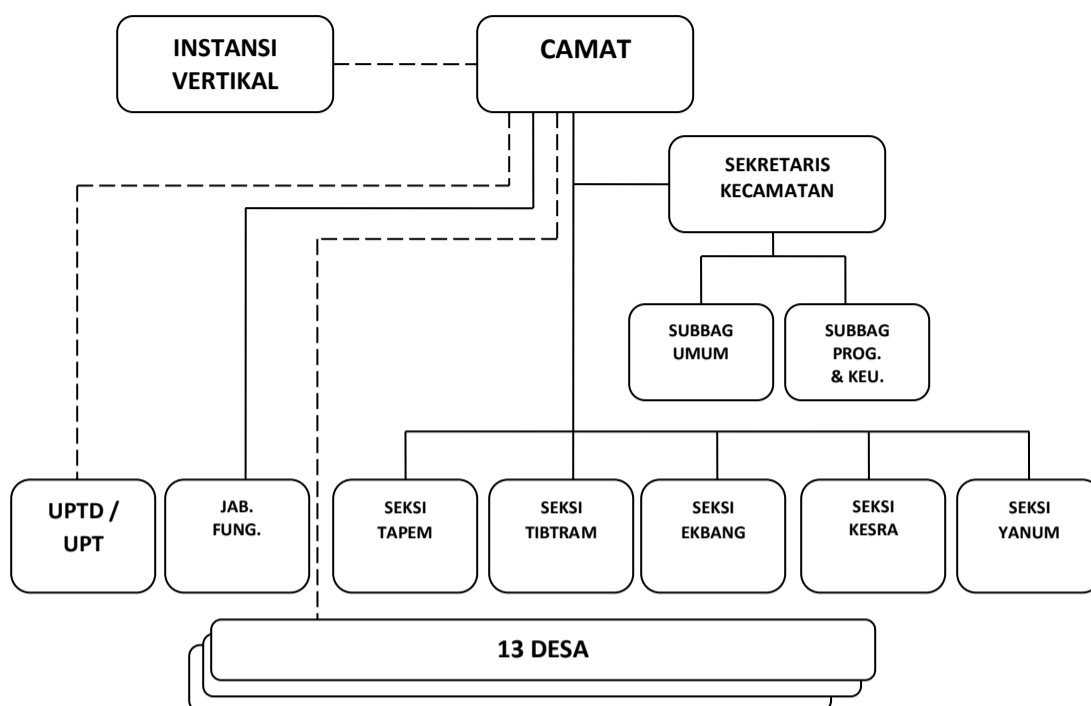 INSTANSI
VERTIKAL
CAMAT
SEKRETARIS
KECAMATAN
SUBBAG
UMUM
SUBBAG
PROG.
& KEU.
UPTD /
UPT
JAB.
FUNG.
SEKSI
TAPEM
SEKSI
TIBTRAM
SEKSI
EKBANG
SEKSI
KESRA
SEKSI
YANUM
13 DESA